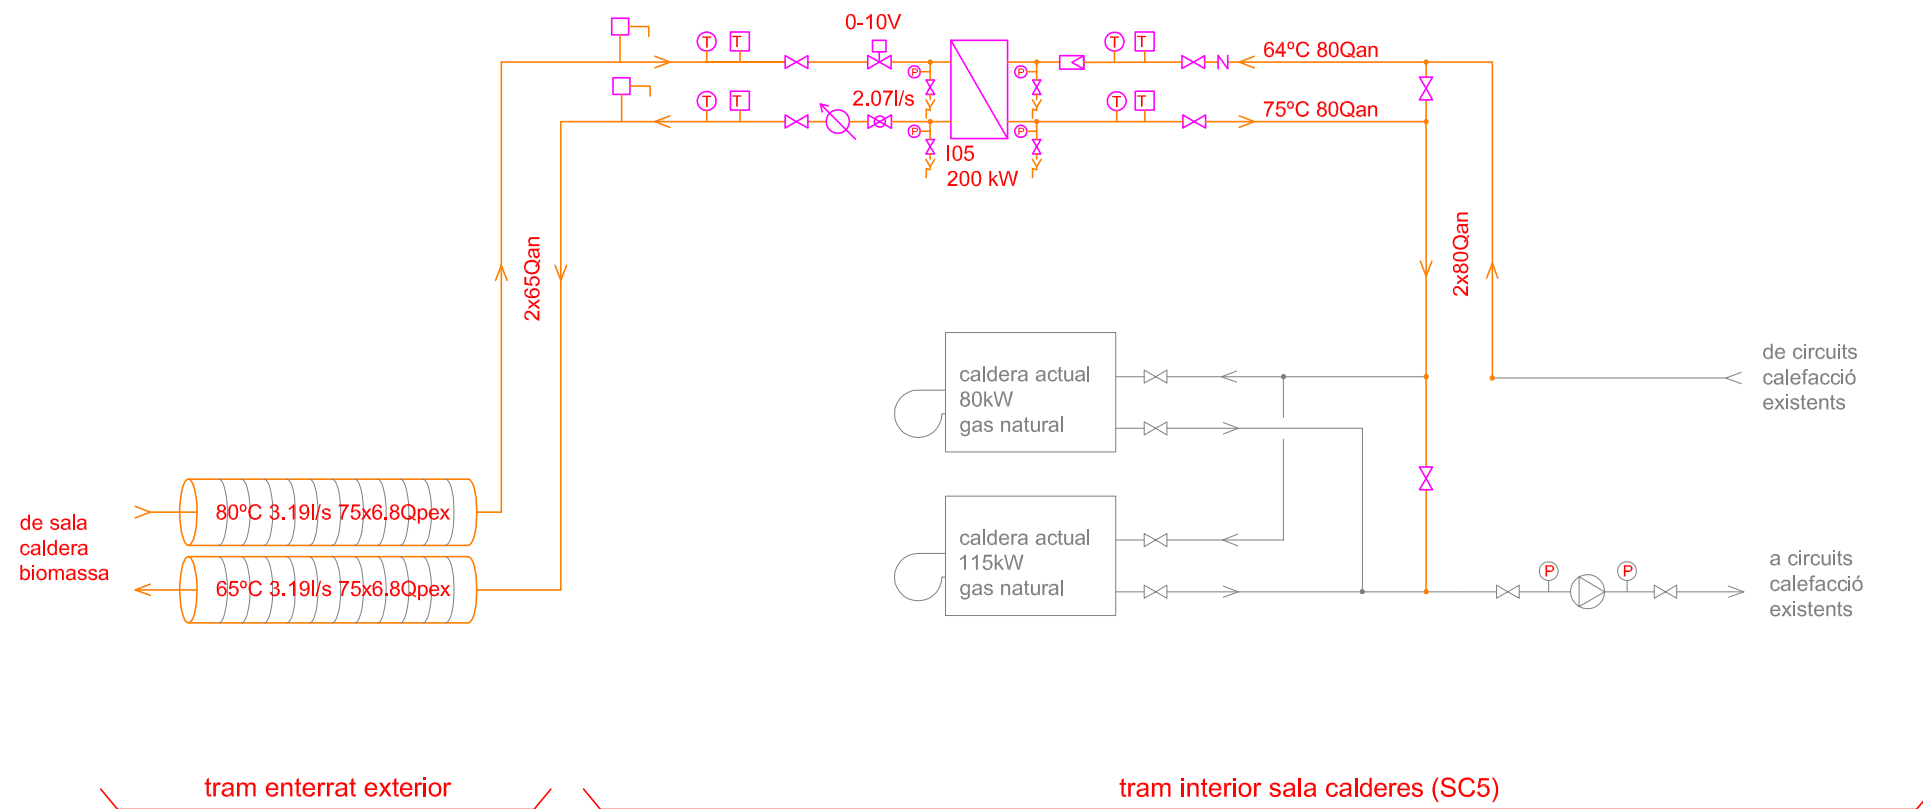 0-10V
T
T
T
T
64ºC 80Qan
P
P
2.07l/s
T
T
T
T
75ºC 80Qan
P
P
I05
200 kW
2x65Qan
2x80Qan
caldera actual
80kW
gas natural
de circuits
calefacció
existents
de sala
caldera
biomassa
80ºC 3.19l/s 75x6.8Qpex
65ºC 3.19l/s 75x6.8Qpex
caldera actual
115kW
gas natural
P
P
a circuits
calefacció
existents
tram enterrat exterior
tram interior sala calderes (SC5)